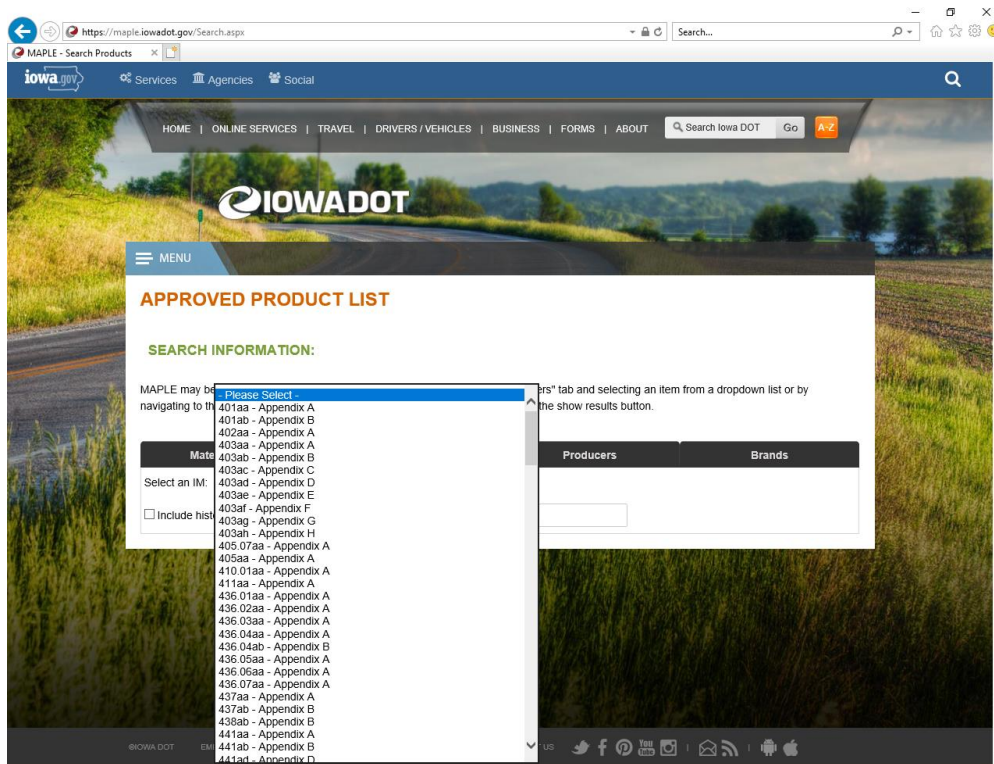 https://maple.iowadot.gov/Search.aspx
Search...
MAPLE - Search Products
iowa.gov
Services
Agencies
Social
HOME | ONLINE SERVICES | TRAVEL | DRIVERS / VEHICLES | BUSINESS | FORMS | ABOUT
Search Iowa DOT
Go
A-Z
IOWADOT
MENU
APPROVED PRODUCT LIST
SEARCH INFORMATION:
MAPLE may be
ers" tab and selecting an item from a dropdown list or by
navigating to th
the show results button.
Mate
Producers
Brands
Select an IM:
Include hist
- Please Select -
401aa - Appendix A
401ab - Appendix B
402aa - Appendix A
403aa - Appendix A
403ab - Appendix B
403ac - Appendix C
403ad - Appendix D
403ae - Appendix E
403af - Appendix F
403ag - Appendix G
403ah - Appendix H
405.07aa - Appendix A
405aa - Appendix A
410.01aa - Appendix A
411aa - Appendix A
436.01aa - Appendix A
436.02aa - Appendix A
436.03aa - Appendix A
436.04aa - Appendix A
436.04ab - Appendix B
436.05aa - Appendix A
436.06aa - Appendix A
436.07aa - Appendix A
437aa - Appendix A
437ab - Appendix B
438ab - Appendix B
441aa - Appendix A
441ab - Appendix B
441ad - Appendix D
©IOWA DOT
EM
US
You
Tube